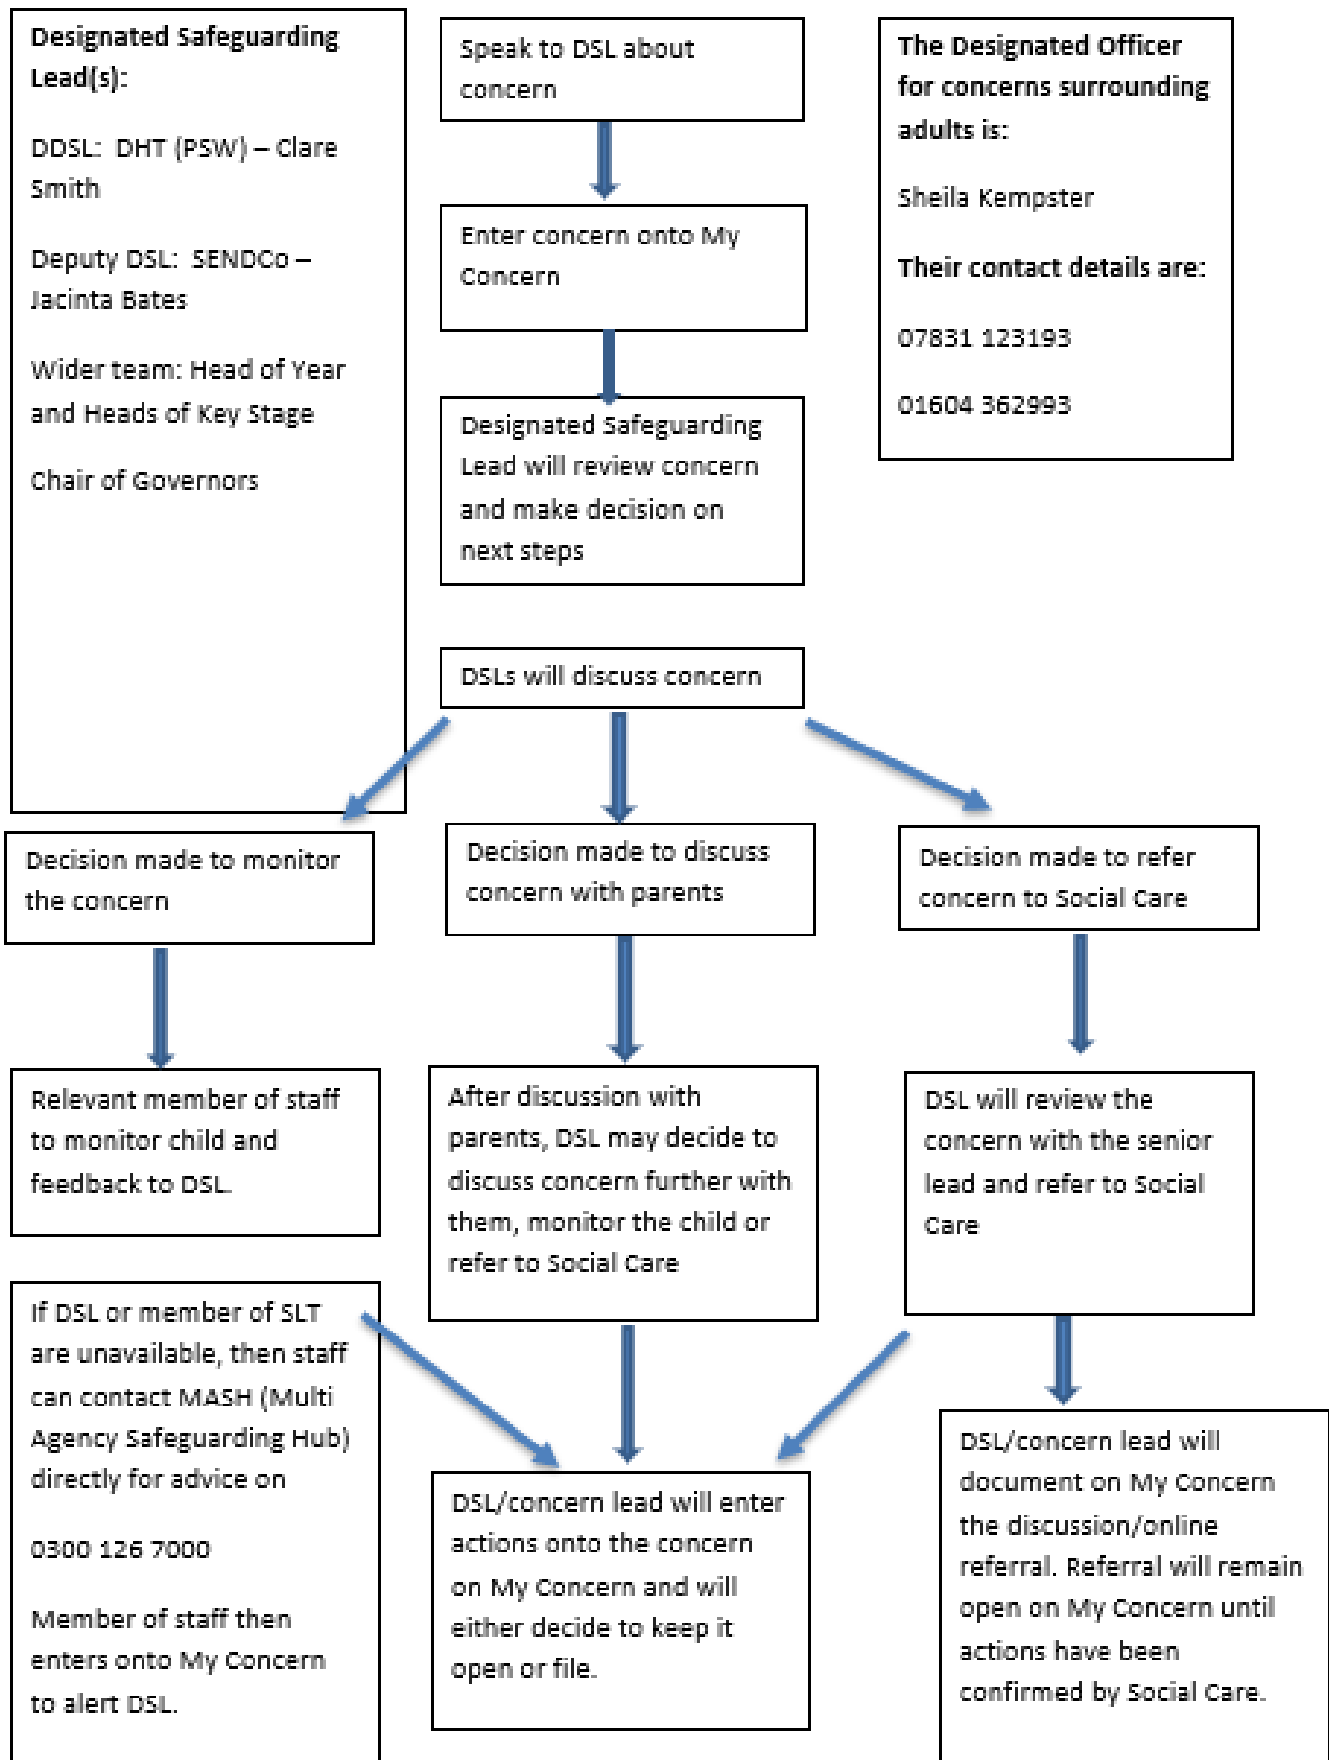 Designated Safeguarding
Lead(s):
DDSL: DHT (PSW) – Clare
Smith
Deputy DSL: SENDCo –
Jacinta Bates
Wider team: Head of Year
and Heads of Key Stage
Chair of Governors
Speak to DSL about
concern
Enter concern onto My
Concern
Designated Safeguarding
Lead will review concern
and make decision on
next steps
The Designated Officer
for concerns surrounding
adults is:
Sheila Kempster
Their contact details are:
07831 123193
01604 362993
DSLs will discuss concern
Decision made to monitor
the concern
Decision made to discuss
concern with parents
Decision made to refer
concern to Social Care
Relevant member of staff
to monitor child and
feedback to DSL.
After discussion with
parents, DSL may decide to
discuss concern further with
them, monitor the child or
refer to Social Care
DSL will review the
concern with the senior
lead and refer to Social
Care
If DSL or member of SLT
are unavailable, then staff
can contact MASH (Multi
Agency Safeguarding Hub)
directly for advice on
0300 126 7000
Member of staff then
enters onto My Concern
to alert DSL.
DSL/concern lead will enter
actions onto the concern
on My Concern and will
either decide to keep it
open or file.
DSL/concern lead will
document on My Concern
the discussion/online
referral. Referral will remain
open on My Concern until
actions have been
confirmed by Social Care.